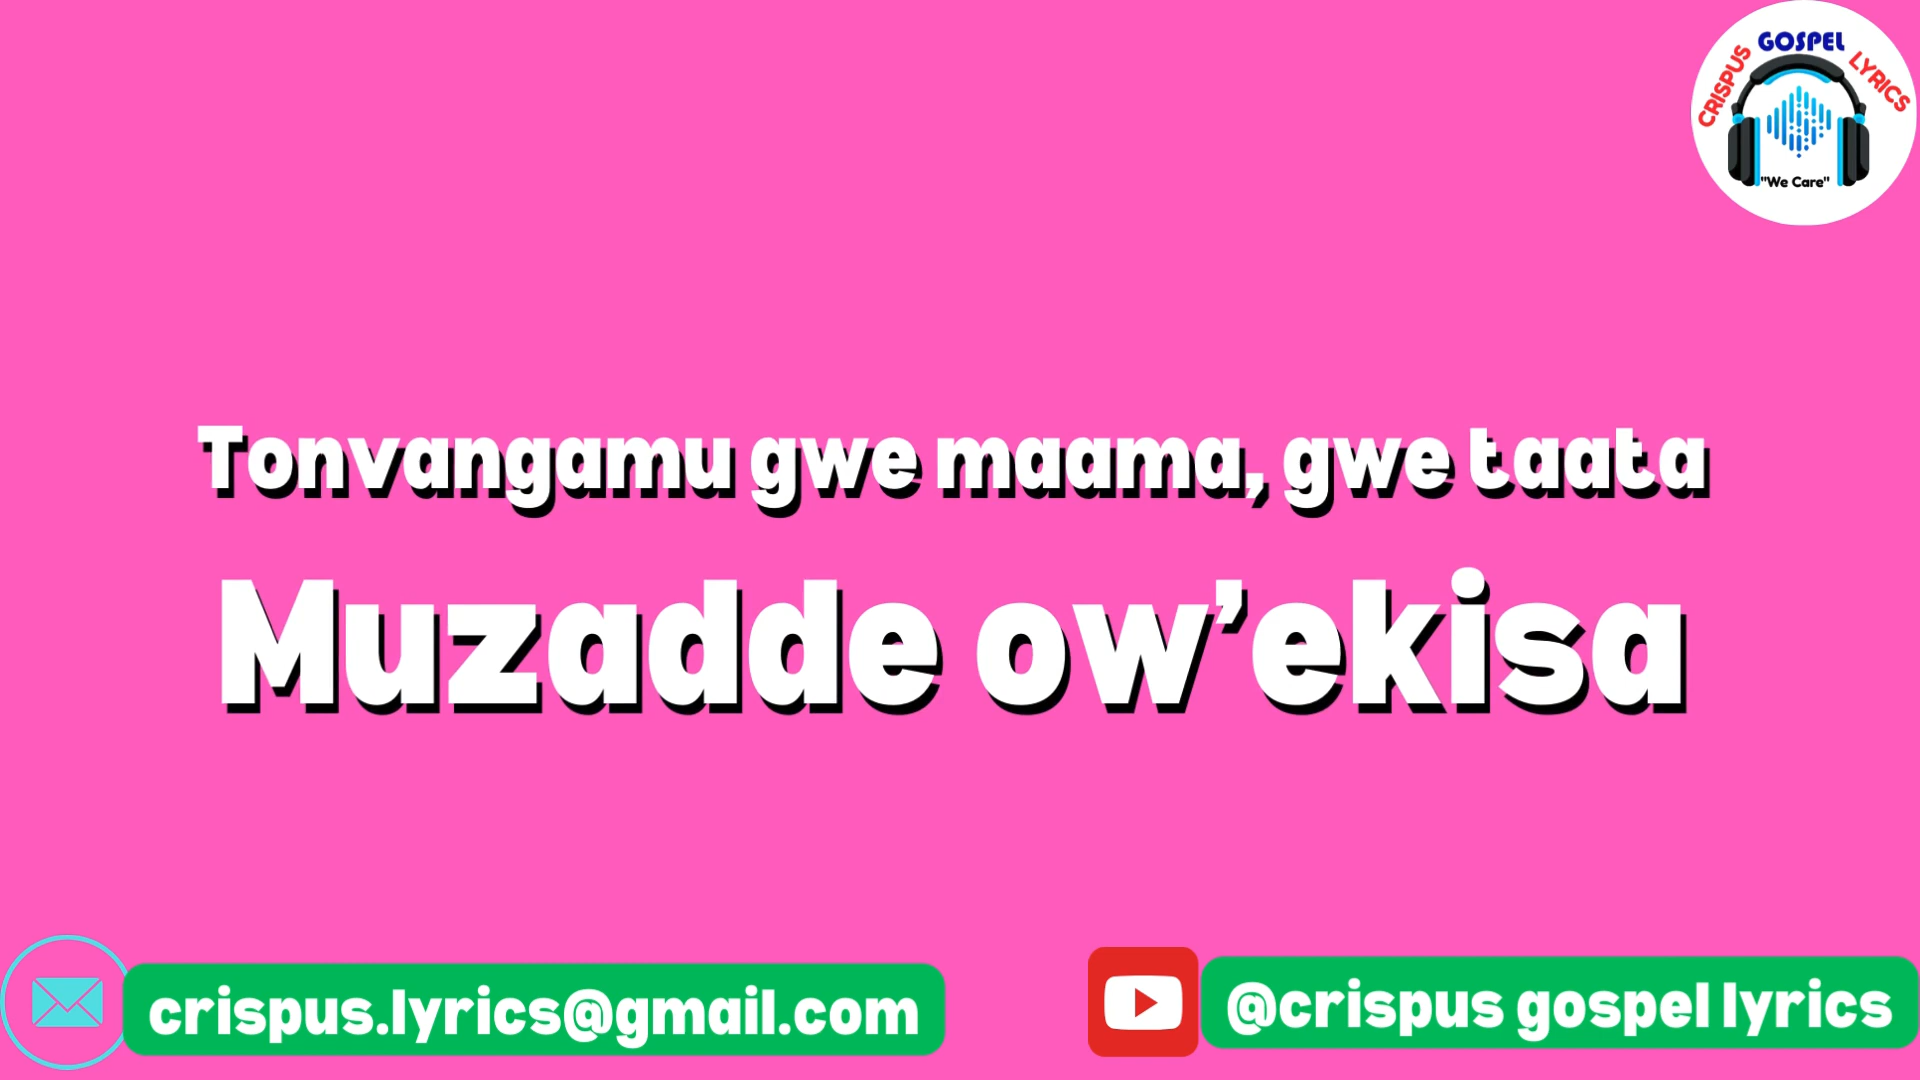 CRISPUS GOSPEL LYRICS
"We Care"
Tonvangamu gwe maama, gwe taata
Muzadde ow’ekisa
crispus.lyrics@gmail.com
@crispus gospel lyrics